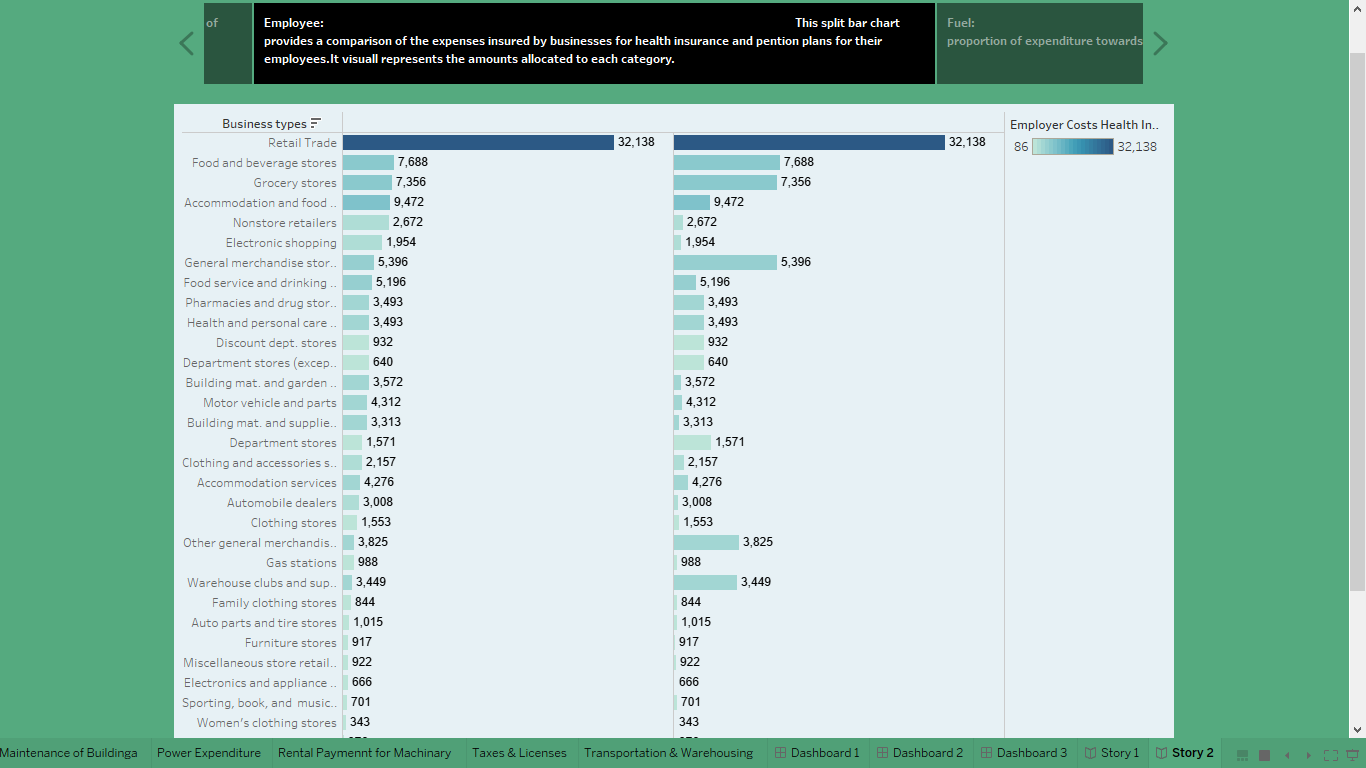 of
Employee: This split bar chart
provides a comparison of the expenses insured by businesses for health insurance and pention plans for their
employees.It visuall represents the amounts allocated to each category.
Fuel:
proportion of expenditure towards
Business types
Employer Costs Health In..
86 32,138
Retail Trade 32,138 32,138
Food and beverage stores 7,688 7,688
Grocery stores 7,356 7,356
Accommodation and food .. 9,472 9,472
Nonstore retailers 2,672 2,672
Electronic shopping 1,954 1,954
General merchandise stor.. 5,396 5,396
Food service and drinking .. 5,196 5,196
Pharmacies and drug stor.. 3,493 3,493
Health and personal care .. 3,493 3,493
Discount dept. stores 932 932
Department stores (excep.. 640 640
Building mat. and garden .. 3,572 3,572
Motor vehicle and parts 4,312 4,312
Building mat. and supplie.. 3,313 3,313
Department stores 1,571 1,571
Clothing and accessories s.. 2,157 2,157
Accommodation services 4,276 4,276
Automobile dealers 3,008 3,008
Clothing stores 1,553 1,553
Other general merchandis.. 3,825 3,825
Gas stations 988 988
Warehouse clubs and sup.. 3,449 3,449
Family clothing stores 844 844
Auto parts and tire stores 1,015 1,015
Furniture stores 917 917
Miscellaneous store retail.. 922 922
Electronics and appliance .. 666 666
Sporting, book, and music.. 701 701
Women's clothing stores 343 343
Maintenance of Buildinga Power Expenditure Rental Paymennt for Machinary Taxes & Licenses Transportation & Warehousing Dashboard 1 Dashboard 2 Dashboard 3 Story 1 Story 2